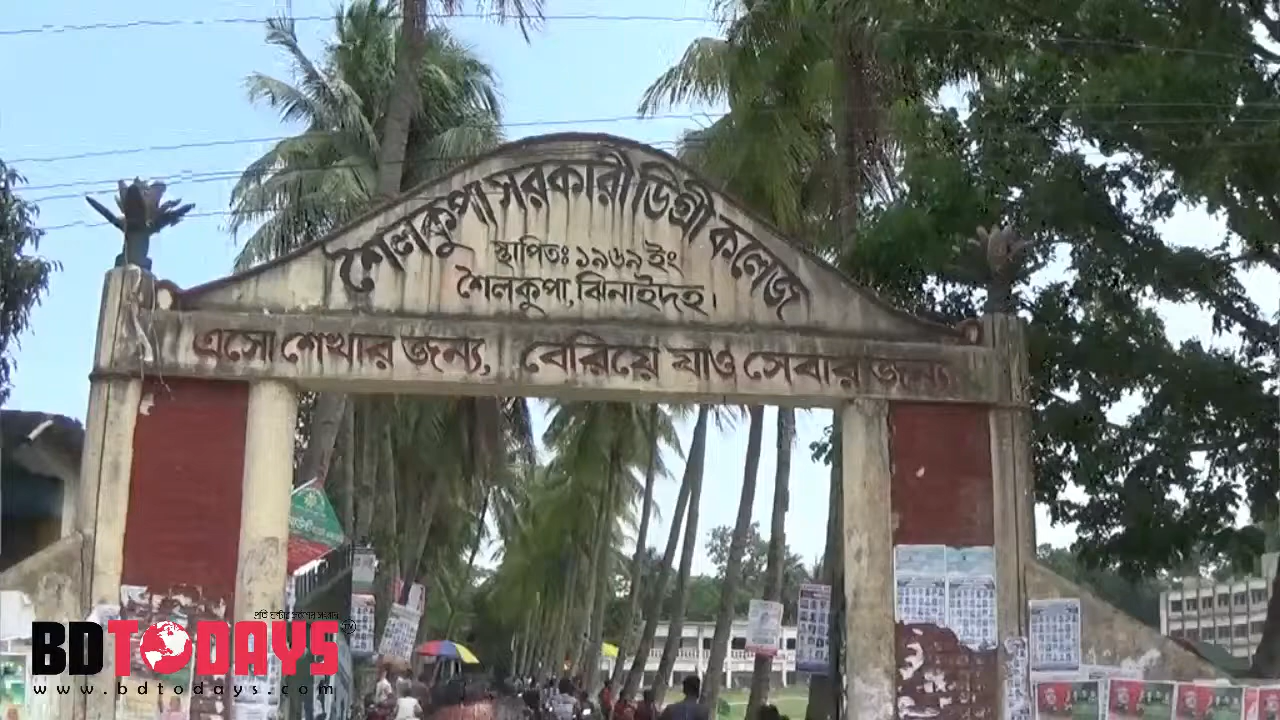 শৈলকুপা সরকারী ডিগ্রী কলেজ
স্থাপিতঃ ১৯৬৯ ইং
শৈলকুপা, ঝিনাইদহ।
এসো শেখার জন্য, বেরিয়ে যাও সেবার জন্য
BDTODAYS
www.bdtodays.com